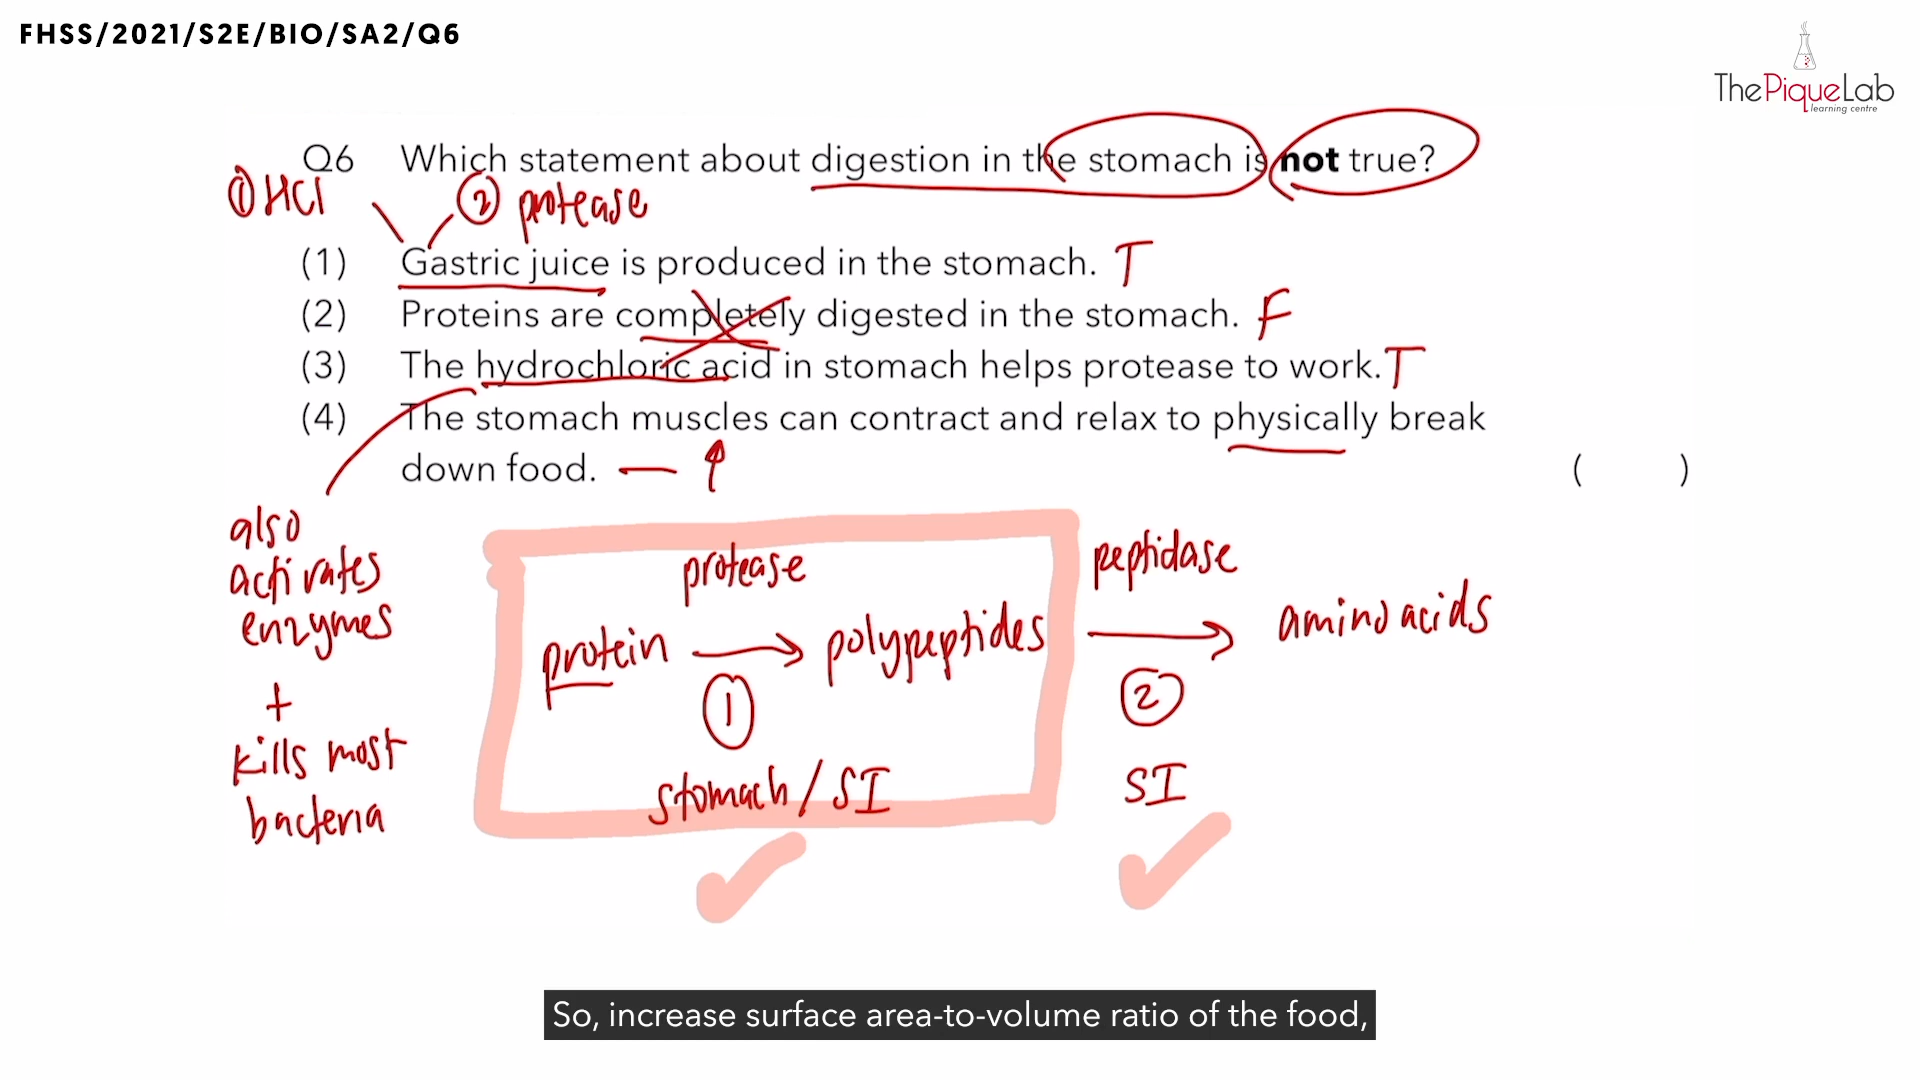 FHSS/2021/S2E/BIO/SA2/Q6
ThePiqueLab
learning centre
Q6 Which statement about digestion in the stomach is not true?
① HCl
② protease
(1) Gastric juice is produced in the stomach. T
(2) Proteins are completely digested in the stomach. F
(3) The hydrochloric acid in stomach helps protease to work. T
(4) The stomach muscles can contract and relax to physically break
down food. — ↑
( )
also
activates
enzymes
+
kills most
bacteria
protease
peptidase
protein → polypeptides → amino acids
① ②
stomach / SI SI
So, increase surface area-to-volume ratio of the food,